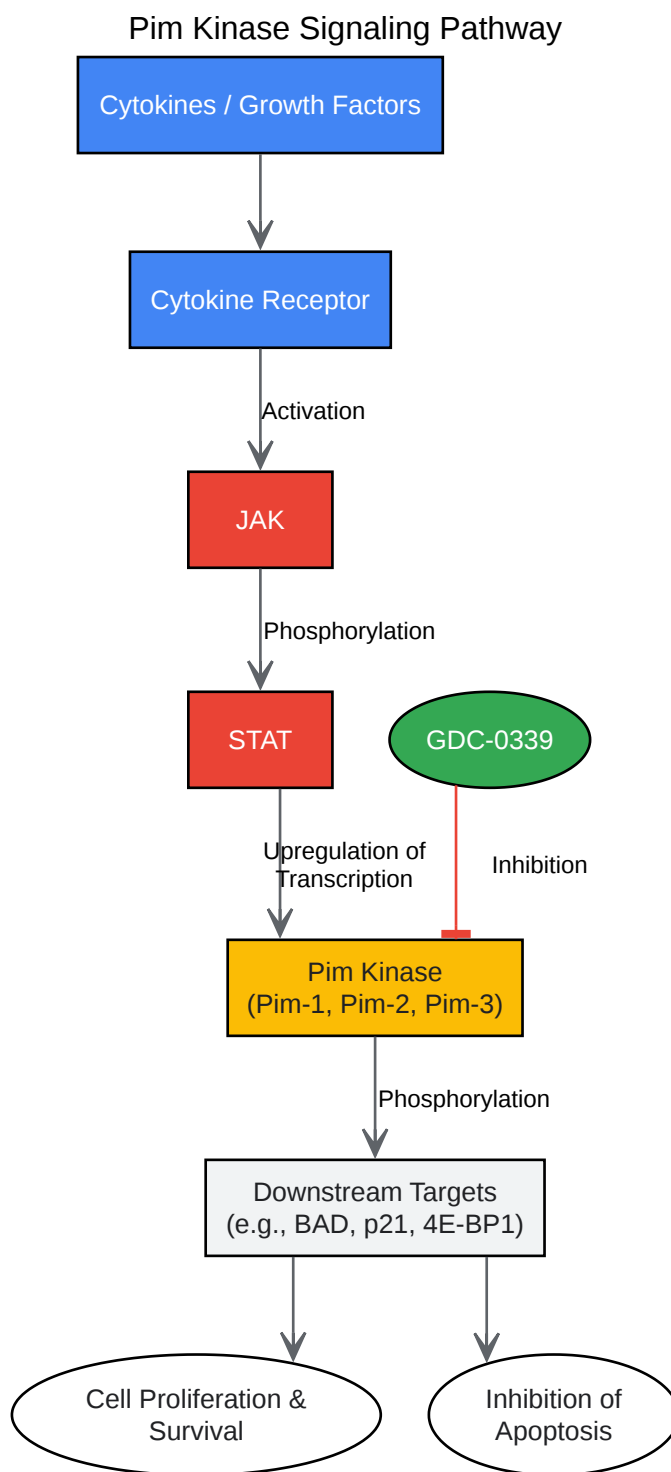 Pim Kinase Signaling Pathway
Cytokines / Growth Factors
Cytokine Receptor
Activation
JAK
Phosphorylation
STAT
GDC-0339
Upregulation of
Transcription
Inhibition
Pim Kinase
(Pim-1, Pim-2, Pim-3)
Phosphorylation
Downstream Targets
(e.g., BAD, p21, 4E-BP1)
Cell Proliferation &
Survival
Inhibition of
Apoptosis